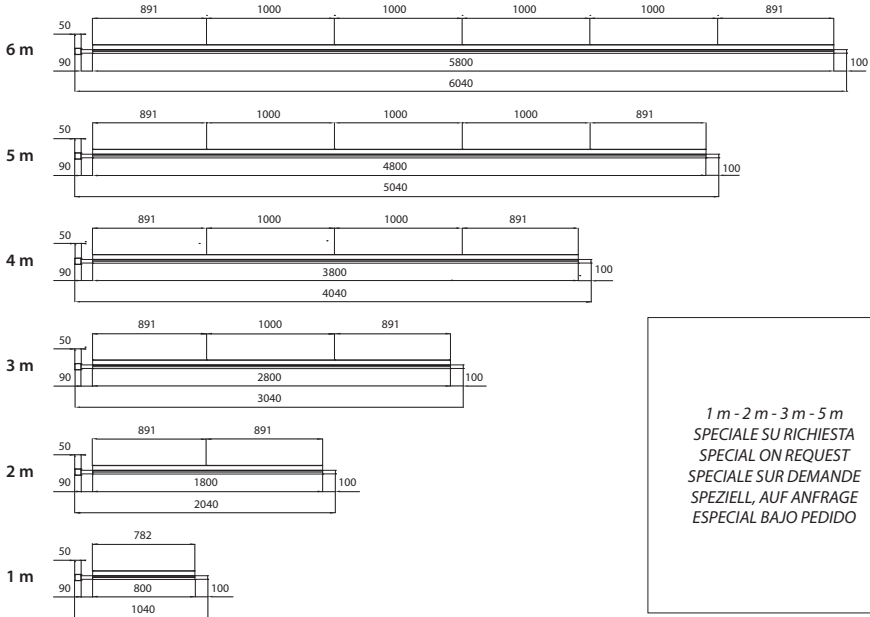 891 1000 1000 1000 1000 891
50
6 m
90 5800 100
6040
891 1000 1000 1000 891
50
5 m
90 4800 100
5040
891 1000 1000 891
50
4 m
90 3800 100
4040
891 1000 891
50
3 m
90 2800 100
3040
891 891
50
2 m
90 1800 100
2040
782
50
1 m
90 800 100
1040
1 m - 2 m - 3 m - 5 m
SPECIALE SU RICHIESTA
SPECIAL ON REQUEST
SPECIALE SUR DEMANDE
SPEZIELL, AUF ANFRAGE
ESPECIAL BAJO PEDIDO